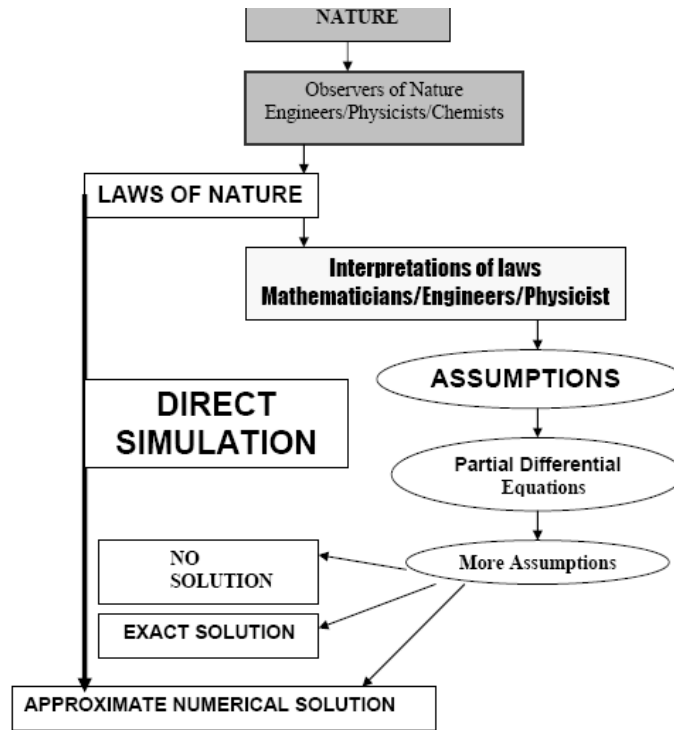 NATURE
Observers of Nature
Engineers/Physicists/Chemists
LAWS OF NATURE
Interpretations of laws
Mathematicians/Engineers/Physicist
ASSUMPTIONS
DIRECT
SIMULATION
Partial Differential
Equations
NO
SOLUTION
More Assumptions
EXACT SOLUTION
APPROXIMATE NUMERICAL SOLUTION